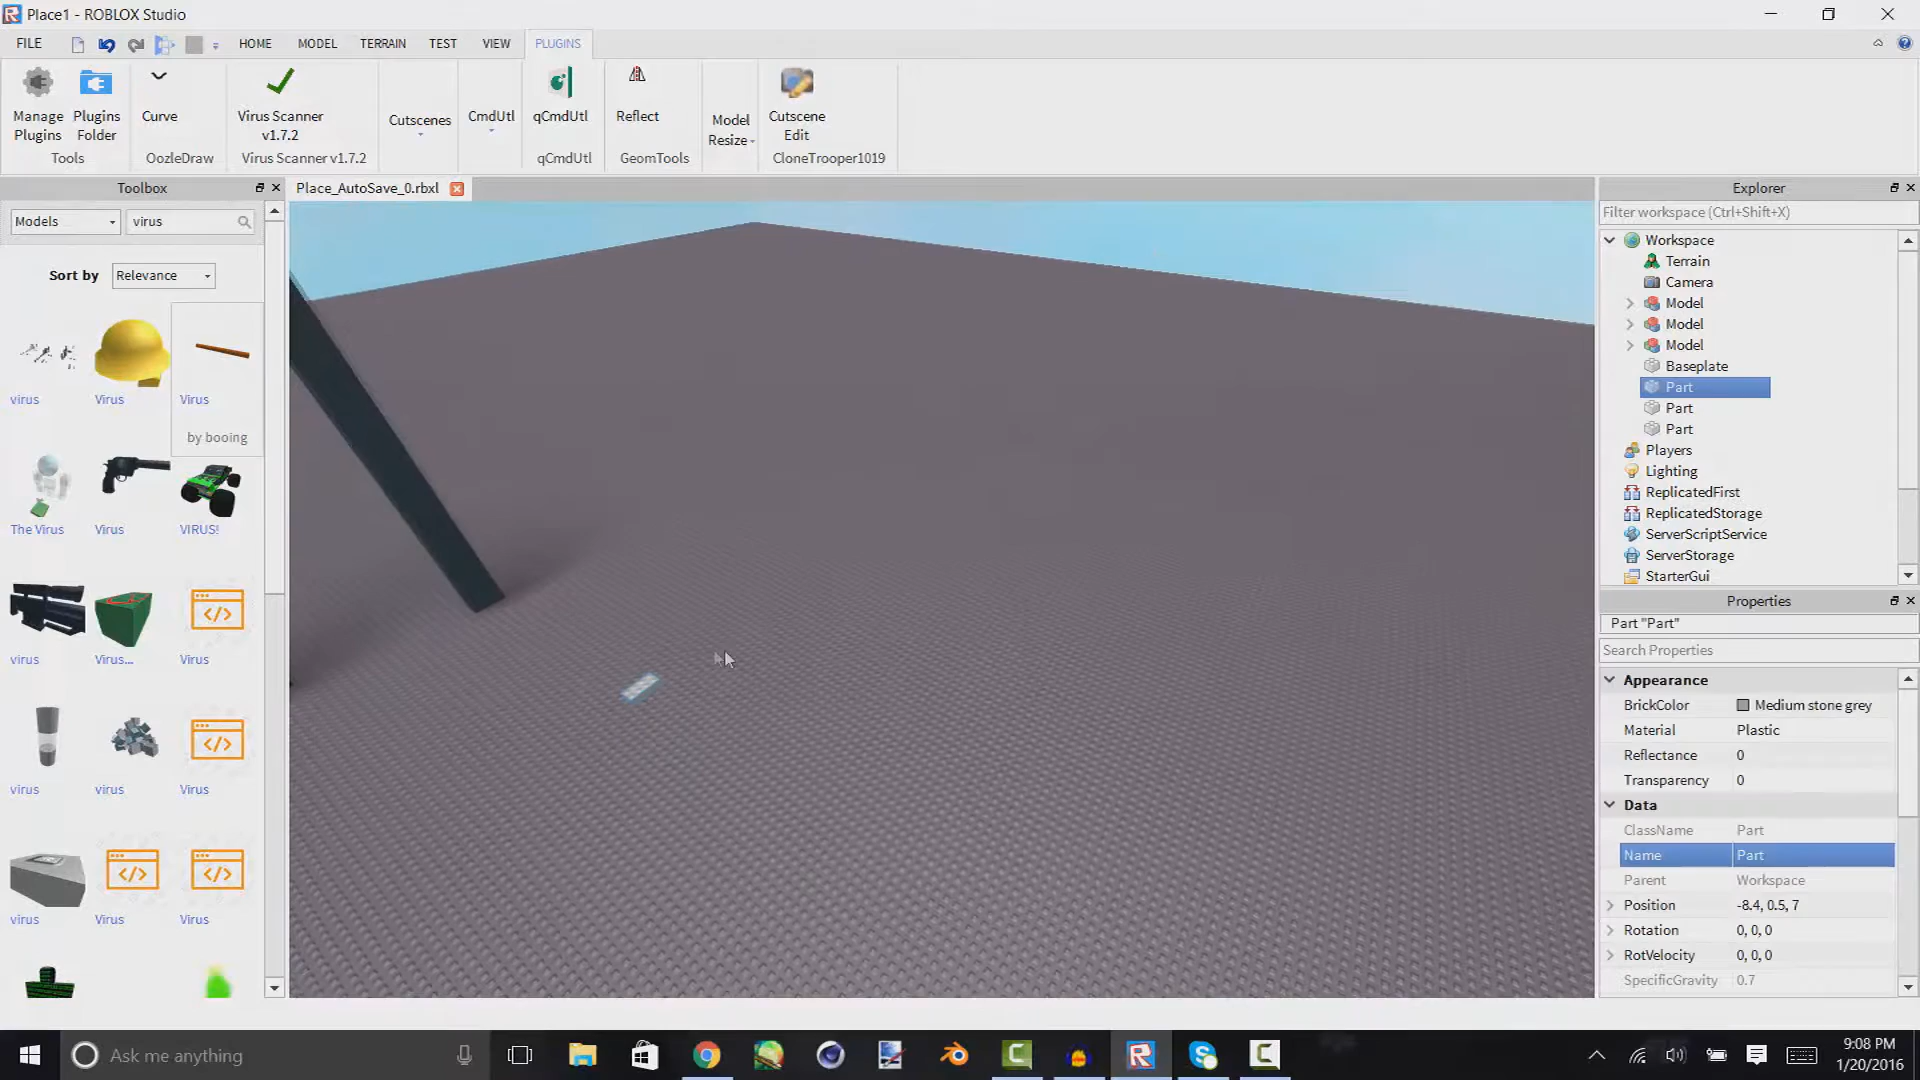 Place1 - ROBLOX Studio
FILE
HOME
MODEL
TERRAIN
TEST
VIEW
PLUGINS
Manage Plugins
Plugins Folder
Tools
Curve
OozleDraw
Virus Scanner v1.7.2
Virus Scanner v1.7.2
Cutscenes
CmdUtl
qCmdUtl
qCmdUtl
Reflect
GeomTools
Model Resize
Cutscene Edit
CloneTrooper1019
Toolbox
Models
virus
Sort by
Relevance
virus
Virus
Virus
by booing
The Virus
Virus
VIRUS!
virus
Virus...
Virus
virus
virus
Virus
virus
Virus
Virus
Place_AutoSave_0.rbxl
Explorer
Filter workspace (Ctrl+Shift+X)
Workspace
Terrain
Camera
Model
Model
Model
Baseplate
Part
Part
Part
Players
Lighting
ReplicatedFirst
ReplicatedStorage
ServerScriptService
ServerStorage
StarterGui
Properties
Part "Part"
Search Properties
Appearance
BrickColor Medium stone grey
Material Plastic
Reflectance 0
Transparency 0
Data
ClassName Part
Name Part
Parent Workspace
Position -8.4, 0.5, 7
Rotation 0, 0, 0
RotVelocity 0, 0, 0
SpecificGravity 0.7
Ask me anything
9:08 PM
1/20/2016